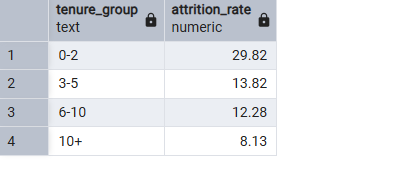 tenure_group attrition_rate
text numeric
1 0-2 29.82
2 3-5 13.82
3 6-10 12.28
4 10+ 8.13